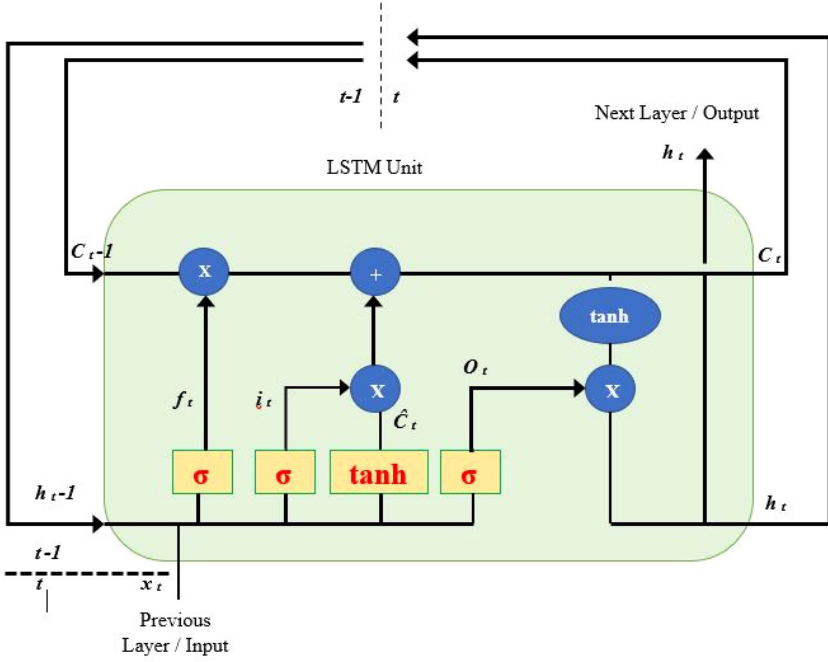 t-1 t
Next Layer / Output
h t
LSTM Unit
C t-1
C t
x
+
tanh
O t
f t
i t
x
x
Ĉ t
σ
σ
tanh
σ
h t-1
h t
t-1
t
x t
Previous
Layer / Input